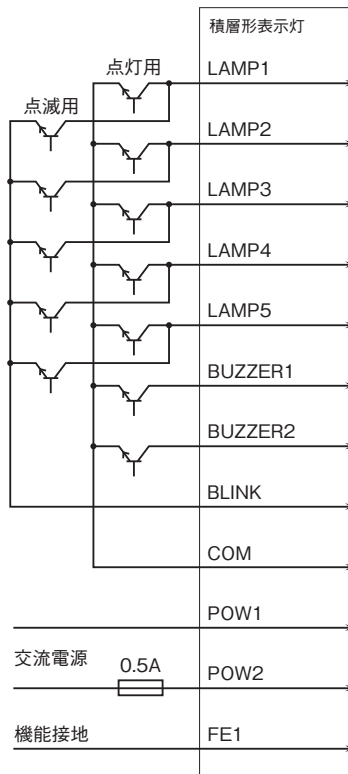 積層形表示灯
点灯用
LAMP1
点滅用
LAMP2
LAMP3
LAMP4
LAMP5
BUZZER1
BUZZER2
BLINK
COM
POW1
交流電源
0.5A
POW2
機能接地
FE1